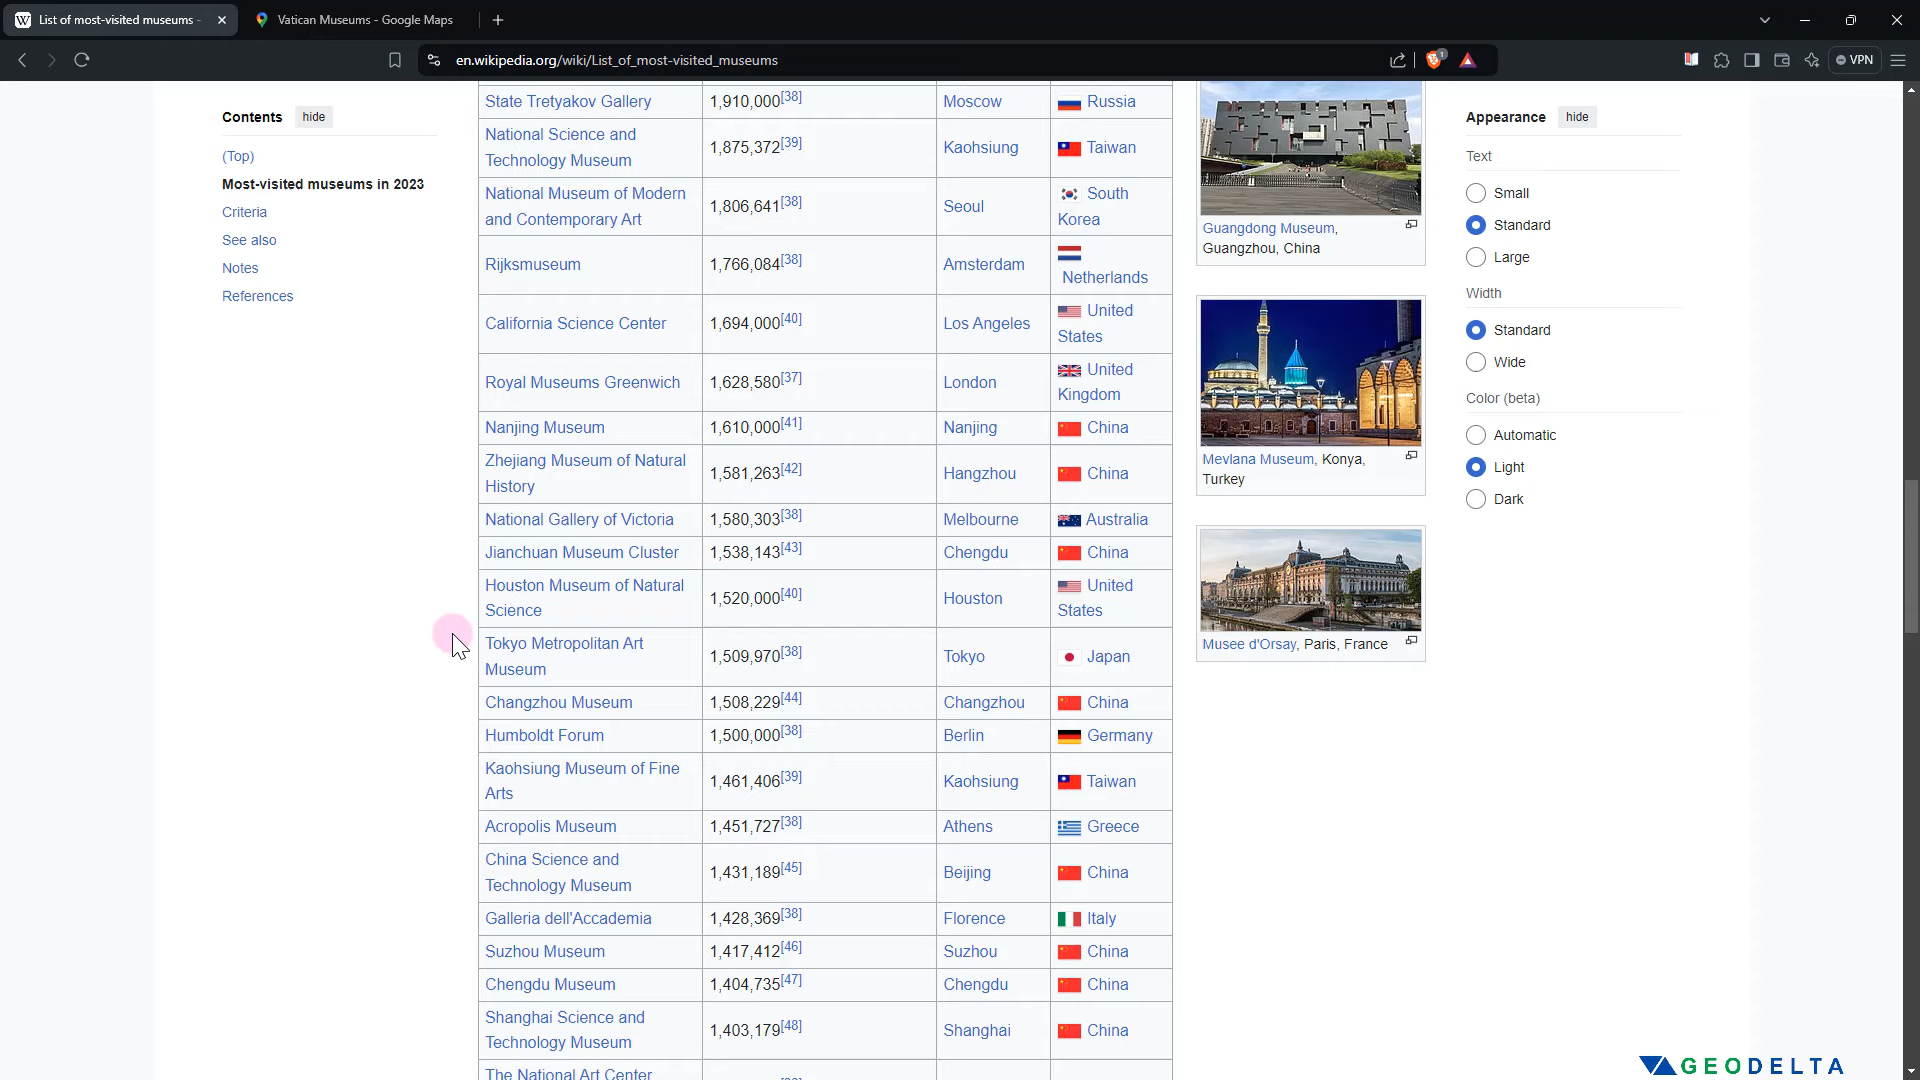 List of most-visited museums -
Vatican Museums - Google Maps
en.wikipedia.org/wiki/List_of_most-visited_museums
1
VPN
Contents
hide
(Top)
Most-visited museums in 2023
Criteria
See also
Notes
References
State Tretyakov Gallery 1,910,000[38] Moscow Russia
National Science and
Technology Museum 1,875,372[39] Kaohsiung Taiwan
National Museum of Modern
and Contemporary Art 1,806,641[38] Seoul South
Korea
Rijksmuseum 1,766,084[38] Amsterdam
Netherlands
California Science Center 1,694,000[40] Los Angeles United
States
Royal Museums Greenwich 1,628,580[37] London United
Kingdom
Nanjing Museum 1,610,000[41] Nanjing China
Zhejiang Museum of Natural
History 1,581,263[42] Hangzhou China
National Gallery of Victoria 1,580,303[38] Melbourne Australia
Jianchuan Museum Cluster 1,538,143[43] Chengdu China
Houston Museum of Natural
Science 1,520,000[40] Houston United
States
Tokyo Metropolitan Art
Museum 1,509,970[38] Tokyo Japan
Changzhou Museum 1,508,229[44] Changzhou China
Humboldt Forum 1,500,000[38] Berlin Germany
Kaohsiung Museum of Fine
Arts 1,461,406[39] Kaohsiung Taiwan
Acropolis Museum 1,451,727[38] Athens Greece
China Science and
Technology Museum 1,431,189[45] Beijing China
Galleria dell'Accademia 1,428,369[38] Florence Italy
Suzhou Museum 1,417,412[46] Suzhou China
Chengdu Museum 1,404,735[47] Chengdu China
Shanghai Science and
Technology Museum 1,403,179[48] Shanghai China
The National Art Center
Guangdong Museum,
Guangzhou, China
Mevlana Museum, Konya,
Turkey
Musee d'Orsay, Paris, France
Appearance
hide
Text
Small
Standard
Large
Width
Standard
Wide
Color (beta)
Automatic
Light
Dark
GEODELTA